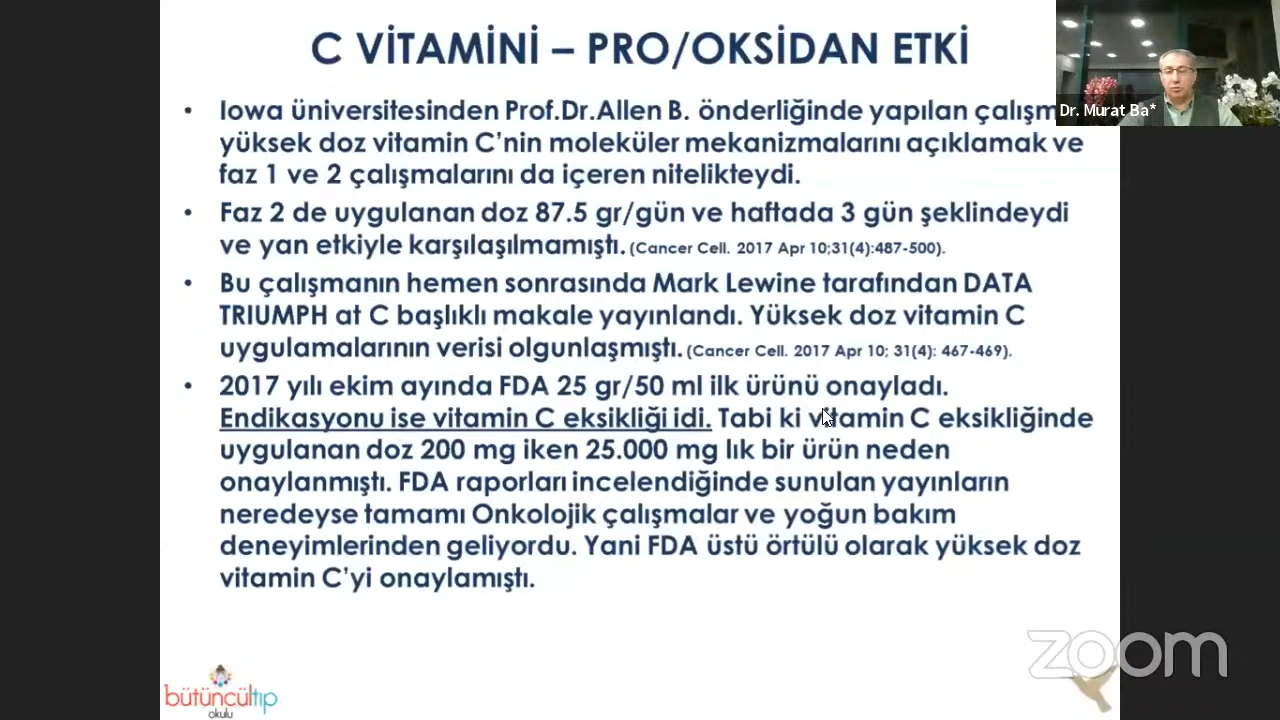 C VİTAMİNİ – PRO/OKSİDAN ETKİ
Dr. Murat Ba*
• Iowa üniversitesinden Prof.Dr.Allen B. önderliğinde yapılan çalışm
yüksek doz vitamin C'nin moleküler mekanizmalarını açıklamak ve
faz 1 ve 2 çalışmalarını da içeren nitelikteydi.
• Faz 2 de uygulanan doz 87.5 gr/gün ve haftada 3 gün şeklindeydi
ve yan etkiyle karşılaşılmamıştı. (Cancer Cell. 2017 Apr 10;31(4):487-500).
• Bu çalışmanın hemen sonrasında Mark Lewine tarafından DATA
TRIUMPH at C başlıklı makale yayınlandı. Yüksek doz vitamin C
uygulamalarının verisi olgunlaşmıştı. (Cancer Cell. 2017 Apr 10; 31(4): 467-469).
• 2017 yılı ekim ayında FDA 25 gr/50 ml ilk ürünü onayladı.
Endikasyonu ise vitamin C eksikliği idi. Tabi ki vitamin C eksikliğinde
uygulanan doz 200 mg iken 25.000 mg lık bir ürün neden
onaylanmıştı. FDA raporları incelendiğinde sunulan yayınların
neredeyse tamamı Onkolojik çalışmalar ve yoğun bakım
deneyimlerinden geliyordu. Yani FDA üstü örtülü olarak yüksek doz
vitamin C'yi onaylamıştı.
zoom
bütüncültıp
okulu